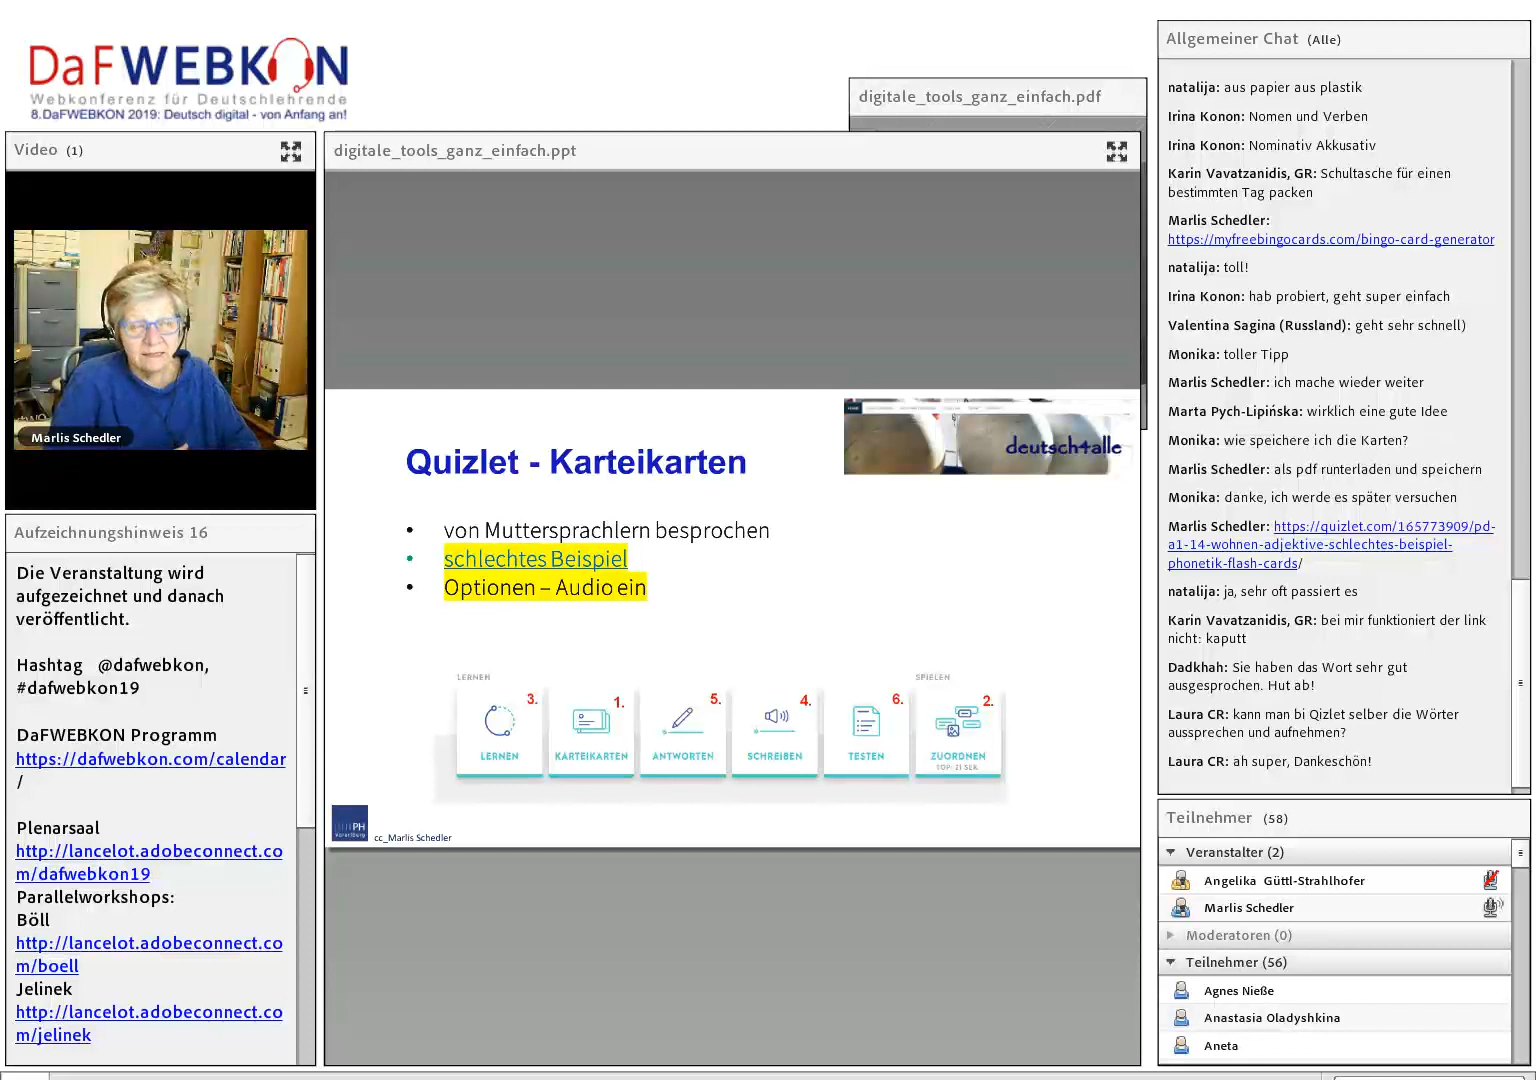 DaFWEBKON
Webkonferenz für Deutschlehrende
8.DaFWEBKON 2019: Deutsch digital - von Anfang an!
Video (1)
Marlis Schedler
Aufzeichnungshinweis 16
Die Veranstaltung wird
aufgezeichnet und danach
veröffentlicht.
Hashtag @dafwebkon,
#dafwebkon19
DaFWEBKON Programm
https://dafwebkon.com/calendar
/
Plenarsaal
http://lancelot.adobeconnect.co
m/dafwebkon19
Parallelworkshops:
Böll
http://lancelot.adobeconnect.co
m/boell
Jelinek
http://lancelot.adobeconnect.co
m/jelinek
digitale_tools_ganz_einfach.pdf
digitale_tools_ganz_einfach.ppt
deutsch4alle
Quizlet - Karteikarten
• von Muttersprachlern besprochen
• schlechtes Beispiel
• Optionen – Audio ein
LERNEN
SPIELEN
3. 1. 5. 4. 6. 2.
LERNEN KARTEIKARTEN ANTWORTEN SCHREIBEN TESTEN ZUORDNEN
TOP: 21 SEK.
PH
Vorarlberg
cc_Marlis Schedler
Allgemeiner Chat (Alle)
natalija: aus papier aus plastik
Irina Konon: Nomen und Verben
Irina Konon: Nominativ Akkusativ
Karin Vavatzanidis, GR: Schultasche für einen
bestimmten Tag packen
Marlis Schedler:
https://myfreebingocards.com/bingo-card-generator
natalija: toll!
Irina Konon: hab probiert, geht super einfach
Valentina Sagina (Russland): geht sehr schnell)
Monika: toller Tipp
Marlis Schedler: ich mache wieder weiter
Marta Pych-Lipińska: wirklich eine gute Idee
Monika: wie speichere ich die Karten?
Marlis Schedler: als pdf runterladen und speichern
Monika: danke, ich werde es später versuchen
Marlis Schedler: https://quizlet.com/165773909/pd-
a1-14-wohnen-adjektive-schlechtes-beispiel-
phonetik-flash-cards/
natalija: ja, sehr oft passiert es
Karin Vavatzanidis, GR: bei mir funktioniert der link
nicht: kaputt
Dadkhah: Sie haben das Wort sehr gut
ausgesprochen. Hut ab!
Laura CR: kann man bi Qizlet selber die Wörter
aussprechen und aufnehmen?
Laura CR: ah super, Dankeschön!
Teilnehmer (58)
Veranstalter (2)
Angelika Güttl-Strahlhofer
Marlis Schedler
Moderatoren (0)
Teilnehmer (56)
Agnes Nieße
Anastasia Oladyshkina
Aneta